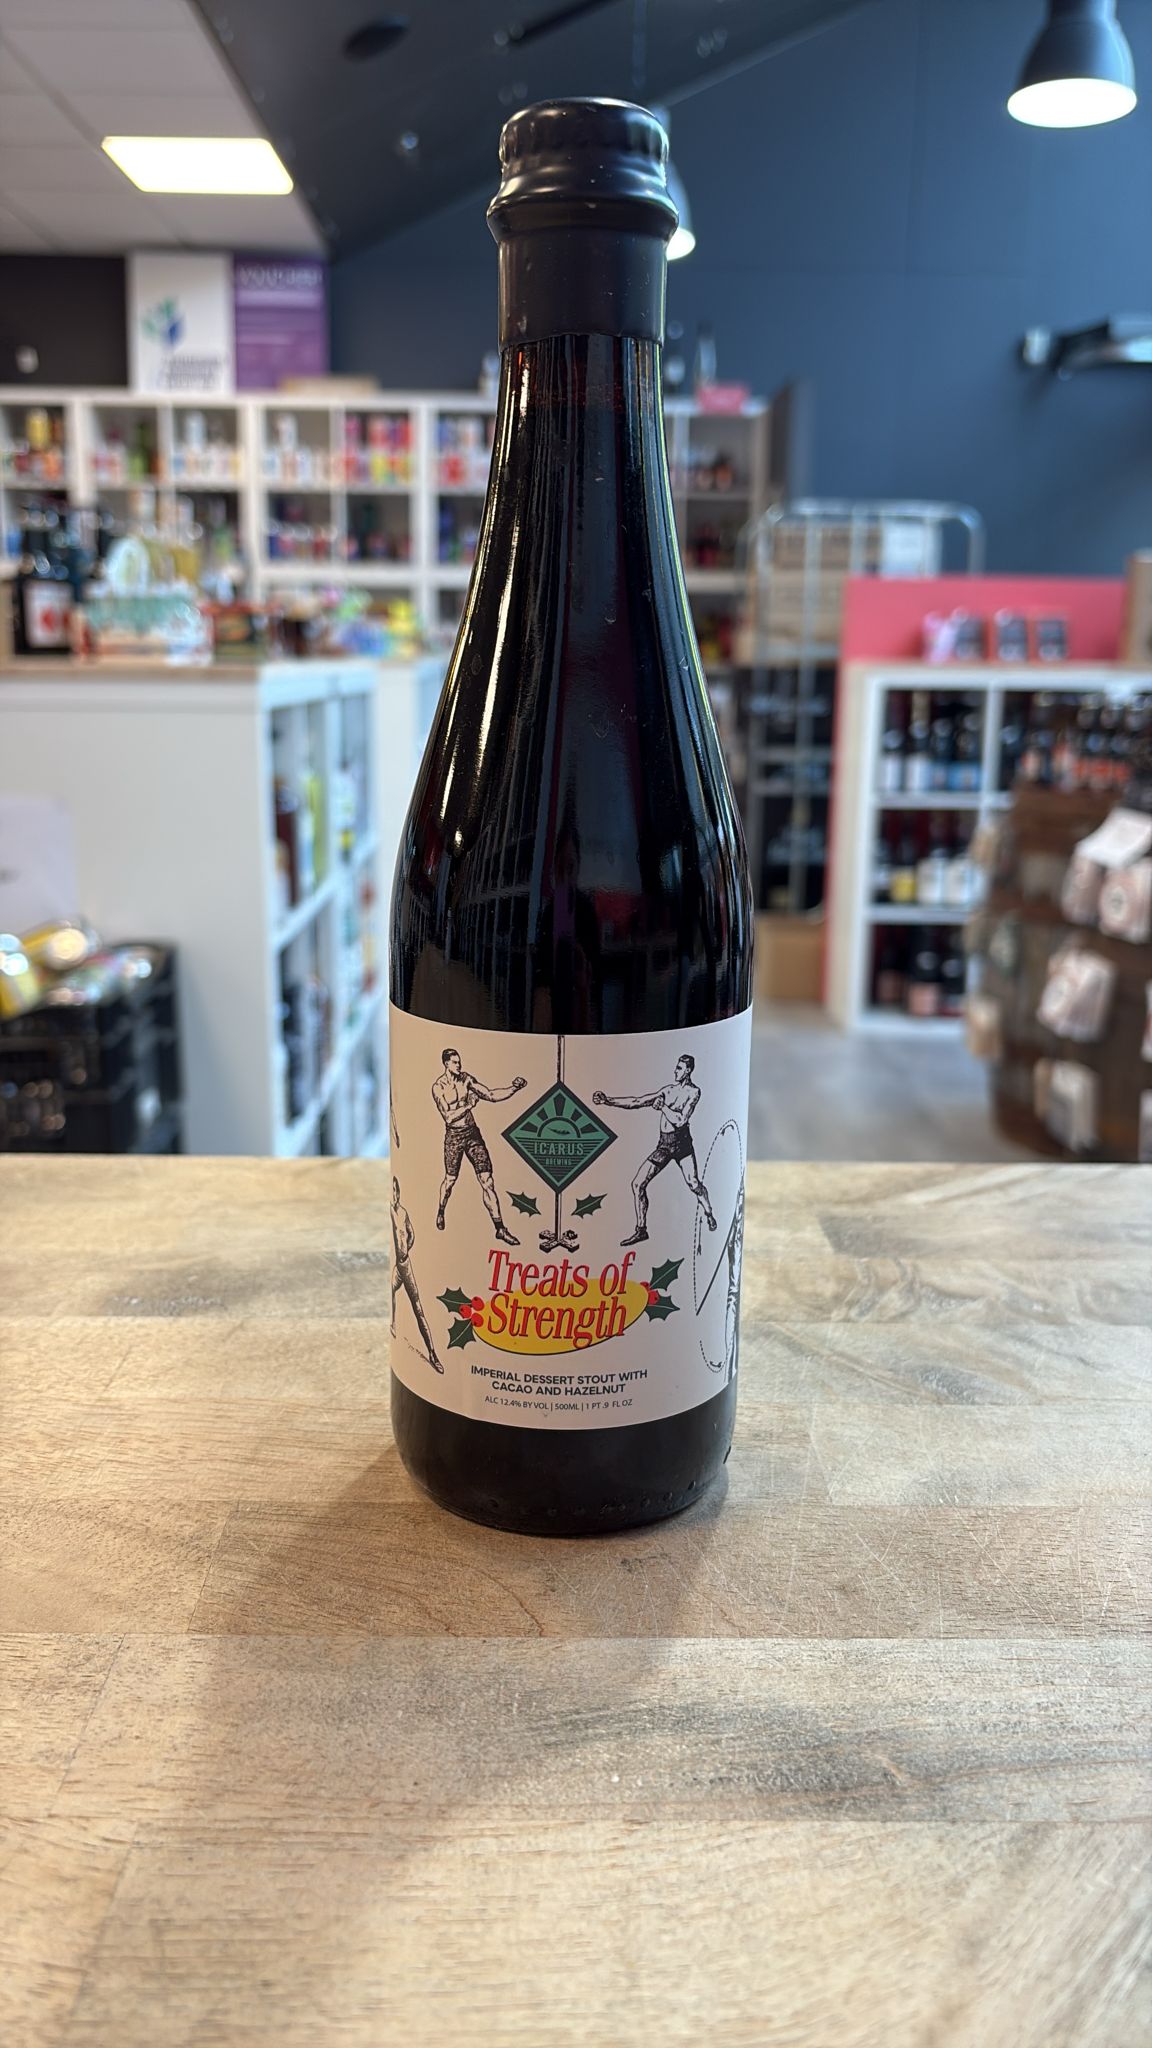 ICARUS
BREWING
Treats of
Strength
IMPERIAL DESSERT STOUT WITH
CACAO AND HAZELNUT
ALC 12.4% BY VOL | 500ML | 1 PT .9 FL OZ